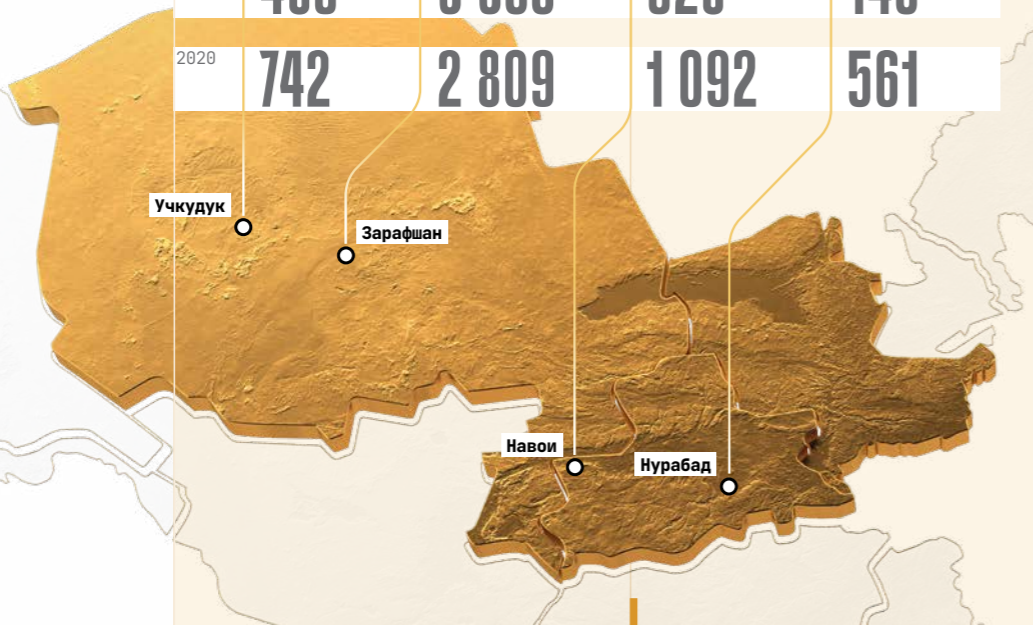 2020
742
2 809
1 092
561
Учкудук
Зарафшан
Навои
Нурабад